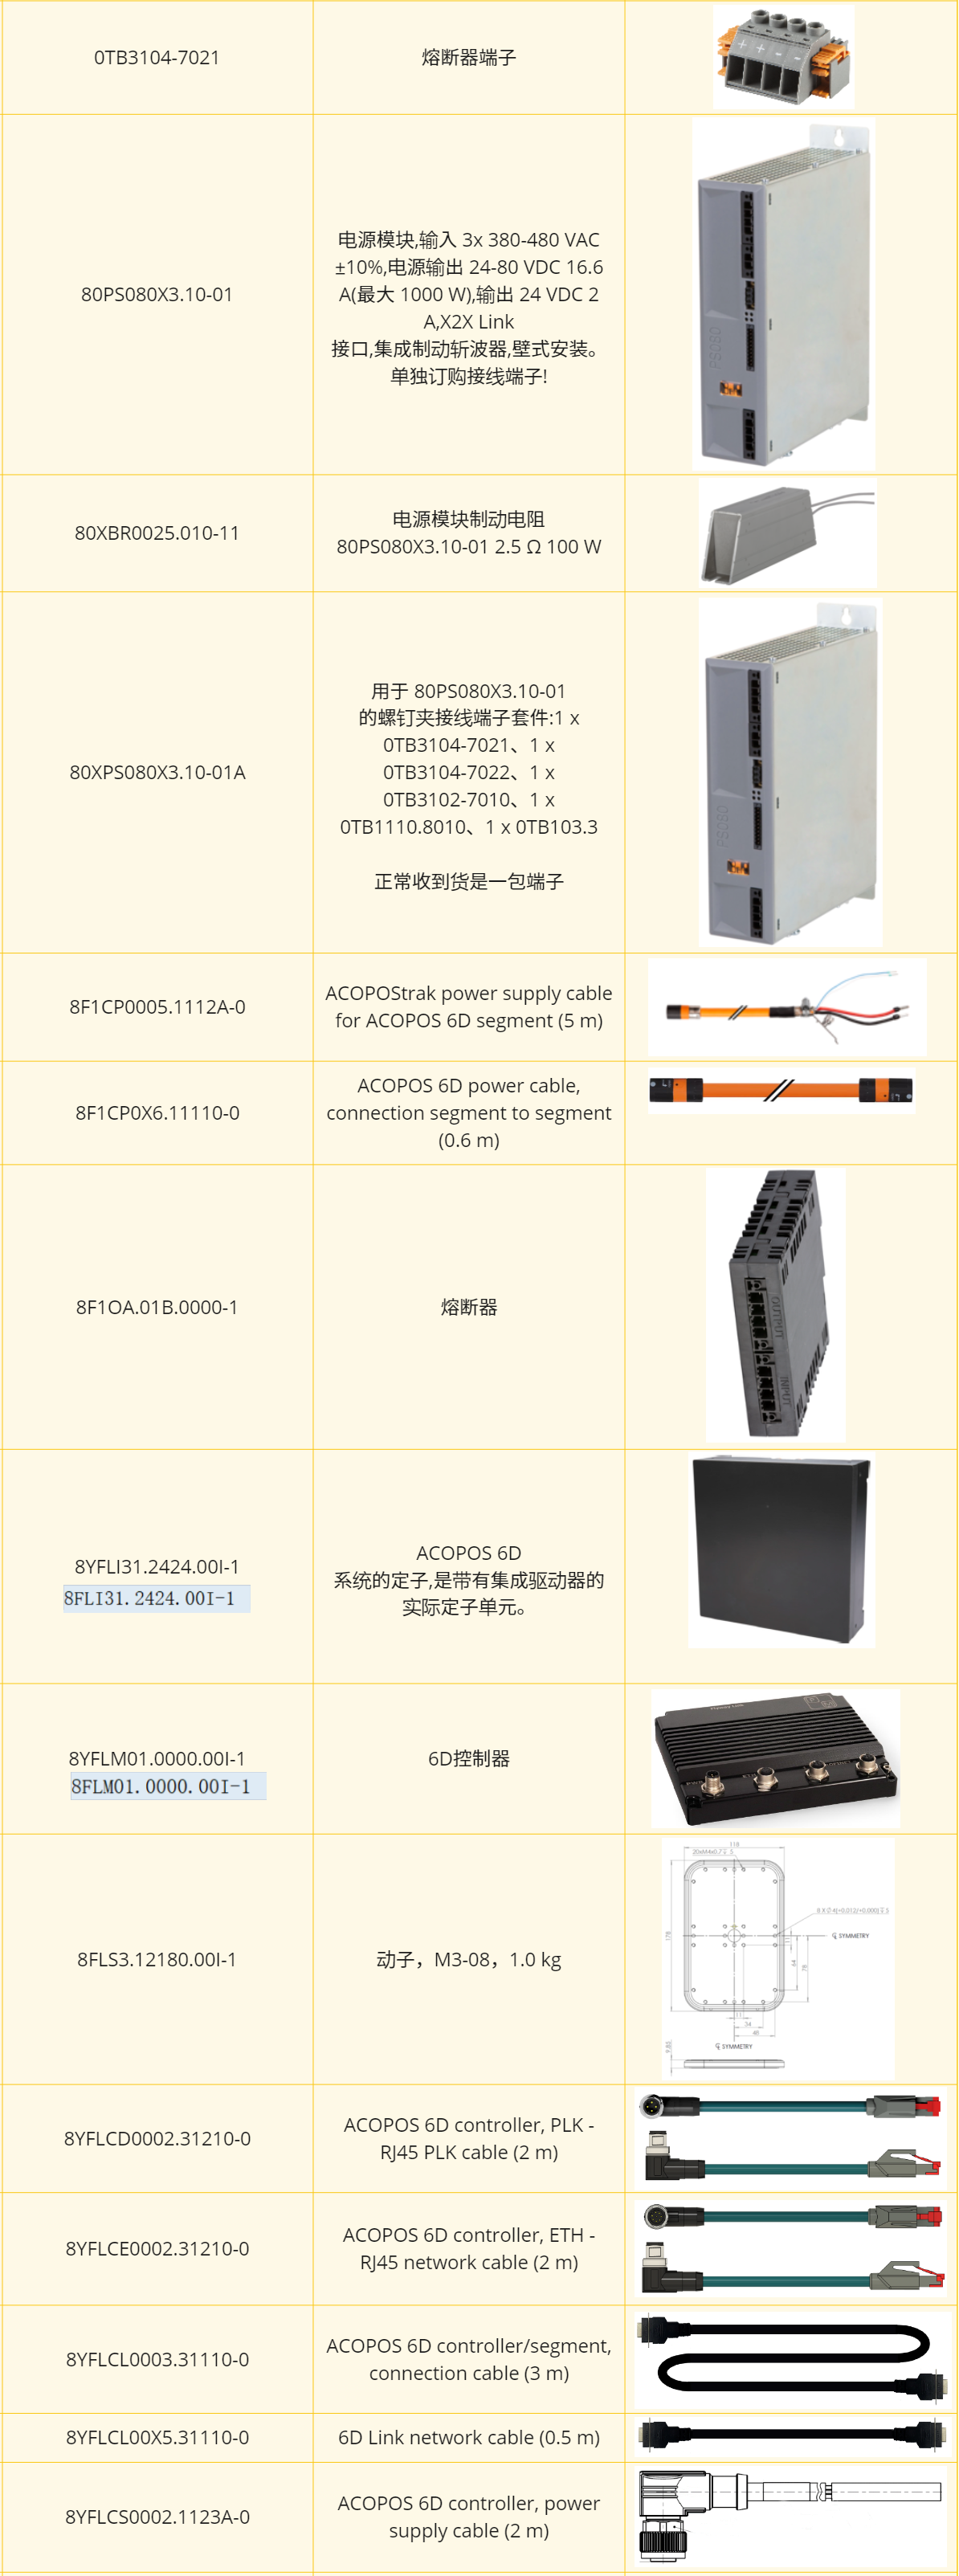 0TB3104-7021
熔断器端子
80PS080X3.10-01
电源模块,输入 3x 380-480 VAC
±10%,电源输出 24-80 VDC 16.6
A(最大 1000 W),输出 24 VDC 2
A,X2X Link
接口,集成制动斩波器,壁式安装。
单独订购接线端子!
PS080
80XBR0025.010-11
电源模块制动电阻
80PS080X3.10-01 2.5 Ω 100 W
80XPS080X3.10-01A
用于 80PS080X3.10-01
的螺钉夹接线端子套件:1 x
0TB3104-7021、1 x
0TB3104-7022、1 x
0TB3102-7010、1 x
0TB1110.8010、1 x 0TB103.3
正常收到货是一包端子
PS080
8F1CP0005.1112A-0
ACOPOStrak power supply cable
for ACOPOS 6D segment (5 m)
8F1CP0X6.11110-0
ACOPOS 6D power cable,
connection segment to segment
(0.6 m)
8F1OA.01B.0000-1
熔断器
OUTPUT
INPUT
8YFLI31.2424.00I-1
8FLI31.2424.00I-1
ACOPOS 6D
系统的定子,是带有集成驱动器的
实际定子单元。
8YFLM01.0000.00I-1
8FLM01.0000.00I-1
6D控制器
8FLS3.12180.00I-1
动子，M3-08，1.0 kg
118
178
SYMMETRY
64
78
34
48
SYMMETRY
9.85
8YFLCD0002.31210-0
ACOPOS 6D controller, PLK -
RJ45 PLK cable (2 m)
8YFLCE0002.31210-0
ACOPOS 6D controller, ETH -
RJ45 network cable (2 m)
8YFLCL0003.31110-0
ACOPOS 6D controller/segment,
connection cable (3 m)
8YFLCL00X5.31110-0
6D Link network cable (0.5 m)
8YFLCS0002.1123A-0
ACOPOS 6D controller, power
supply cable (2 m)